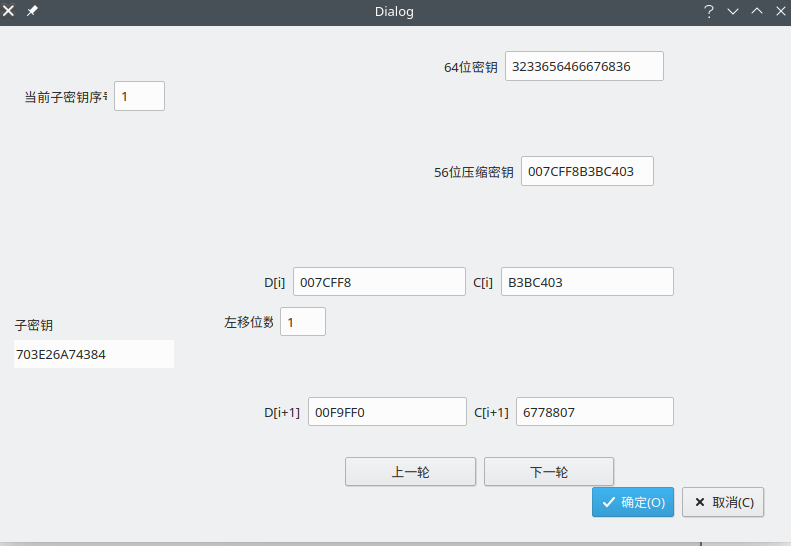 Dialog
64位密钥 3233656466676836
当前子密钥序 1
56位压缩密钥 007CFF8B3BC403
D[i] 007CFF8 C[i] B3BC403
左移位数 1
子密钥
703E26A74384
D[i+1] 00F9FF0 C[i+1] 6778807
上一轮 下一轮
确定(O) 取消(C)